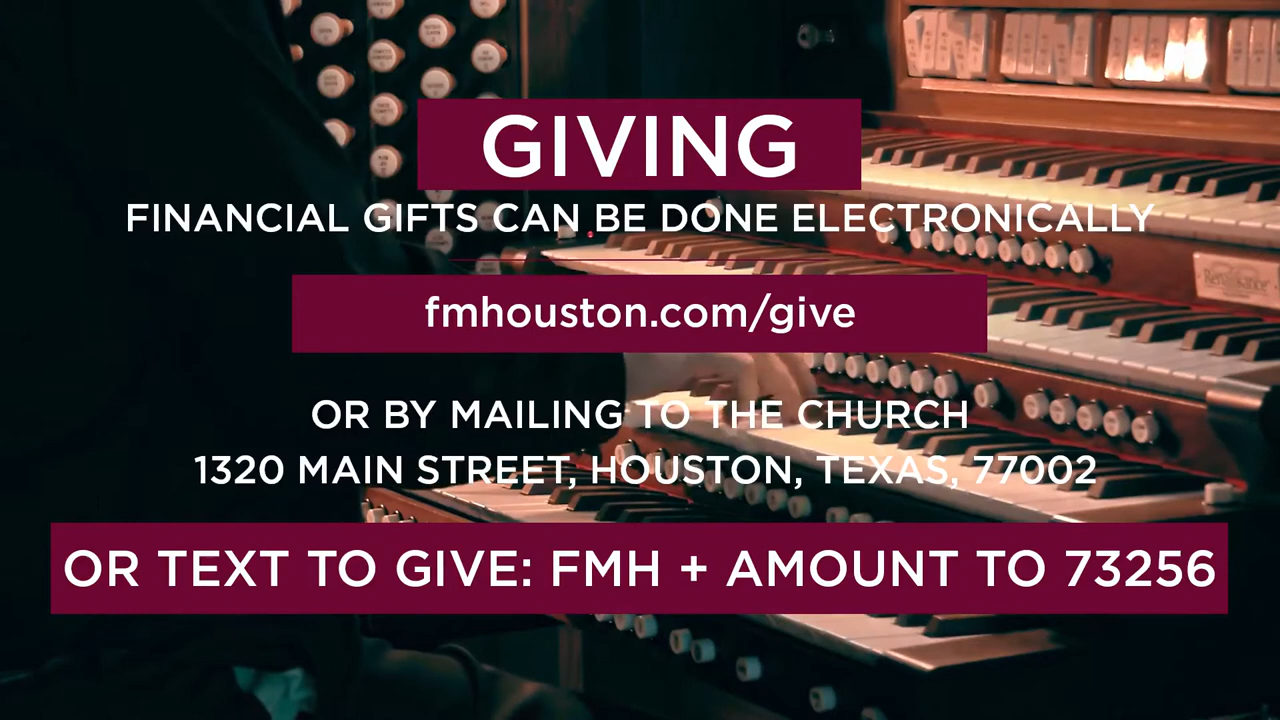 GIVING
FINANCIAL GIFTS CAN BE DONE ELECTRONICALLY
fmhouston.com/give
OR BY MAILING TO THE CHURCH
1320 MAIN STREET, HOUSTON, TEXAS, 77002
OR TEXT TO GIVE: FMH + AMOUNT TO 73256